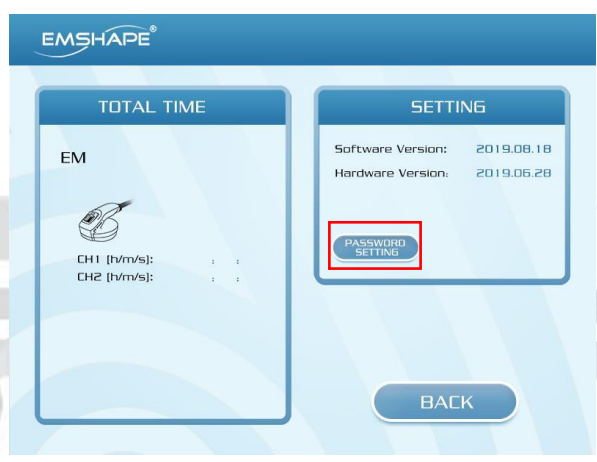 EMSHAPE®
TOTAL TIME
EM
CH1 [h/m/s]: : :
CH2 [h/m/s]: : :
SETTING
Software Version: 2019.08.18
Hardware Version: 2019.06.28
PASSWORD
SETTING
BACK